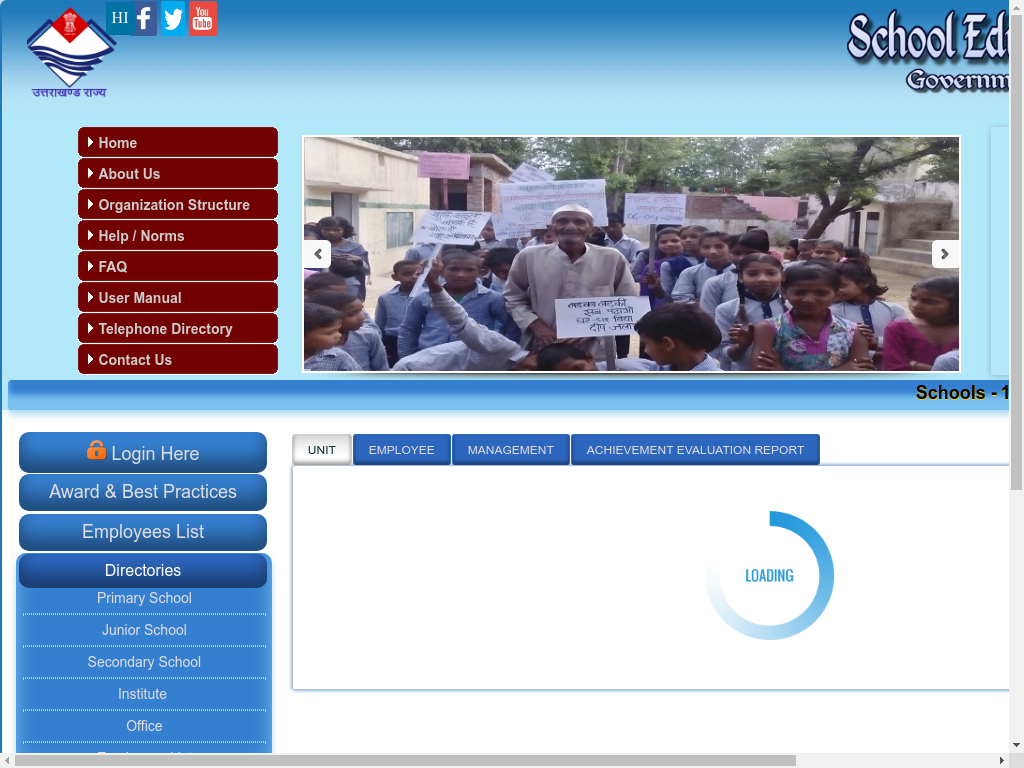 HI
You
Tube
उत्तराखण्ड राज्य
School Edu
Governm
Home
About Us
Organization Structure
Help / Norms
FAQ
User Manual
Telephone Directory
Contact Us
Schools - 1
Login Here
Award & Best Practices
Employees List
Directories
Primary School
Junior School
Secondary School
Institute
Office
UNIT
EMPLOYEE
MANAGEMENT
ACHIEVEMENT EVALUATION REPORT
LOADING